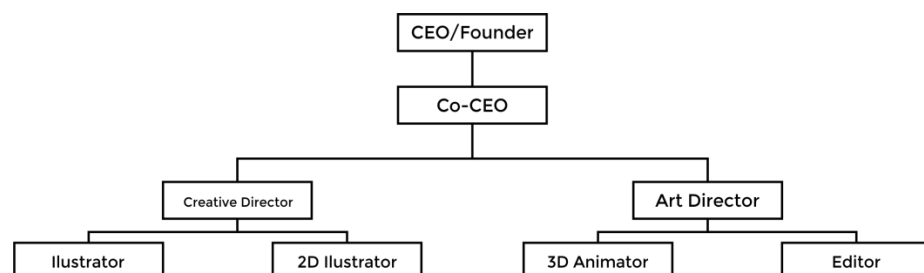 CEO/Founder
Co-CEO
Creative Director
Art Director
Ilustrator
2D Ilustrator
3D Animator
Editor